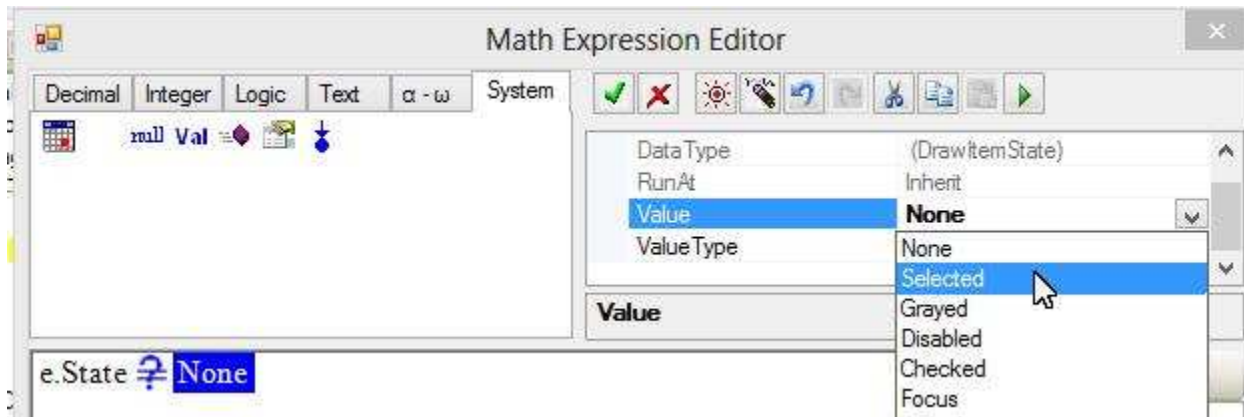 Math Expression Editor
Decimal Integer Logic Text α - ω System
null Val
DataType (DrawItemState)
RunAt Inherit
Value None
ValueType
None
Selected
Grayed
Disabled
Checked
Focus
Value
e.State ? None